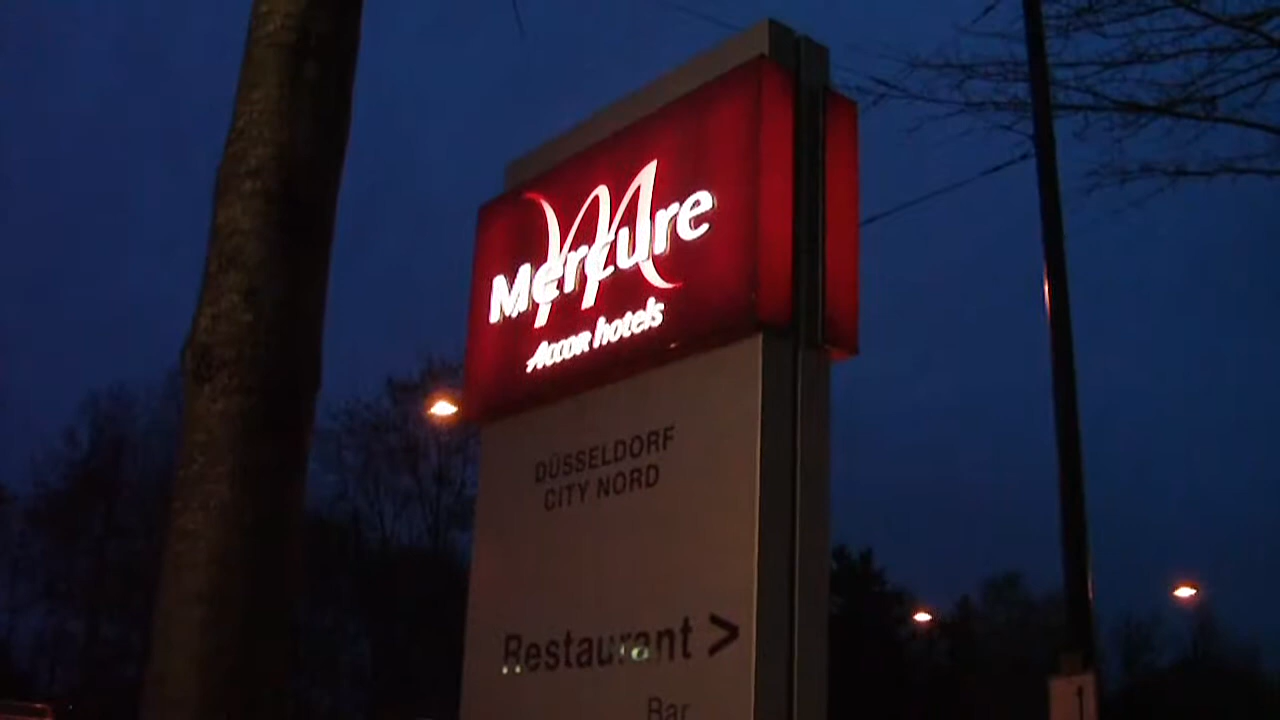 Mercure
Accor hotels
DÜSSELDORF
CITY NORD
Restaurant >
Bar